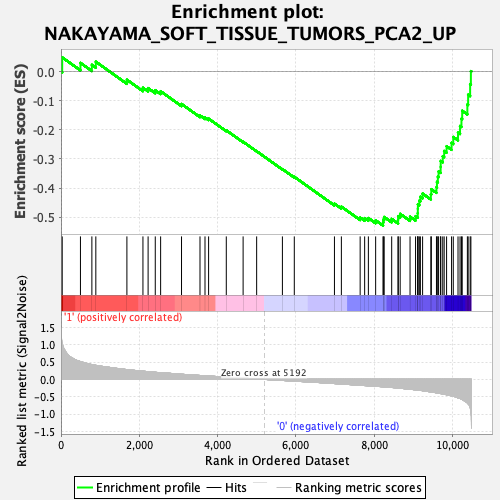 Enrichment plot:
NAKAYAMA_SOFT_TISSUE_TUMORS_PCA2_UP
Enrichment score (ES)
0.0
-0.1
-0.2
-0.3
-0.4
-0.5
'1' (positively correlated)
Ranked list metric (Signal2Noise)
1.5
1.0
0.5
0.0
-0.5
-1.0
-1.5
Zero cross at 5192
'0' (negatively correlated)
0
2,000
4,000
6,000
8,000
10,000
Rank in Ordered Dataset
Enrichment profile
Hits
Ranking metric scores